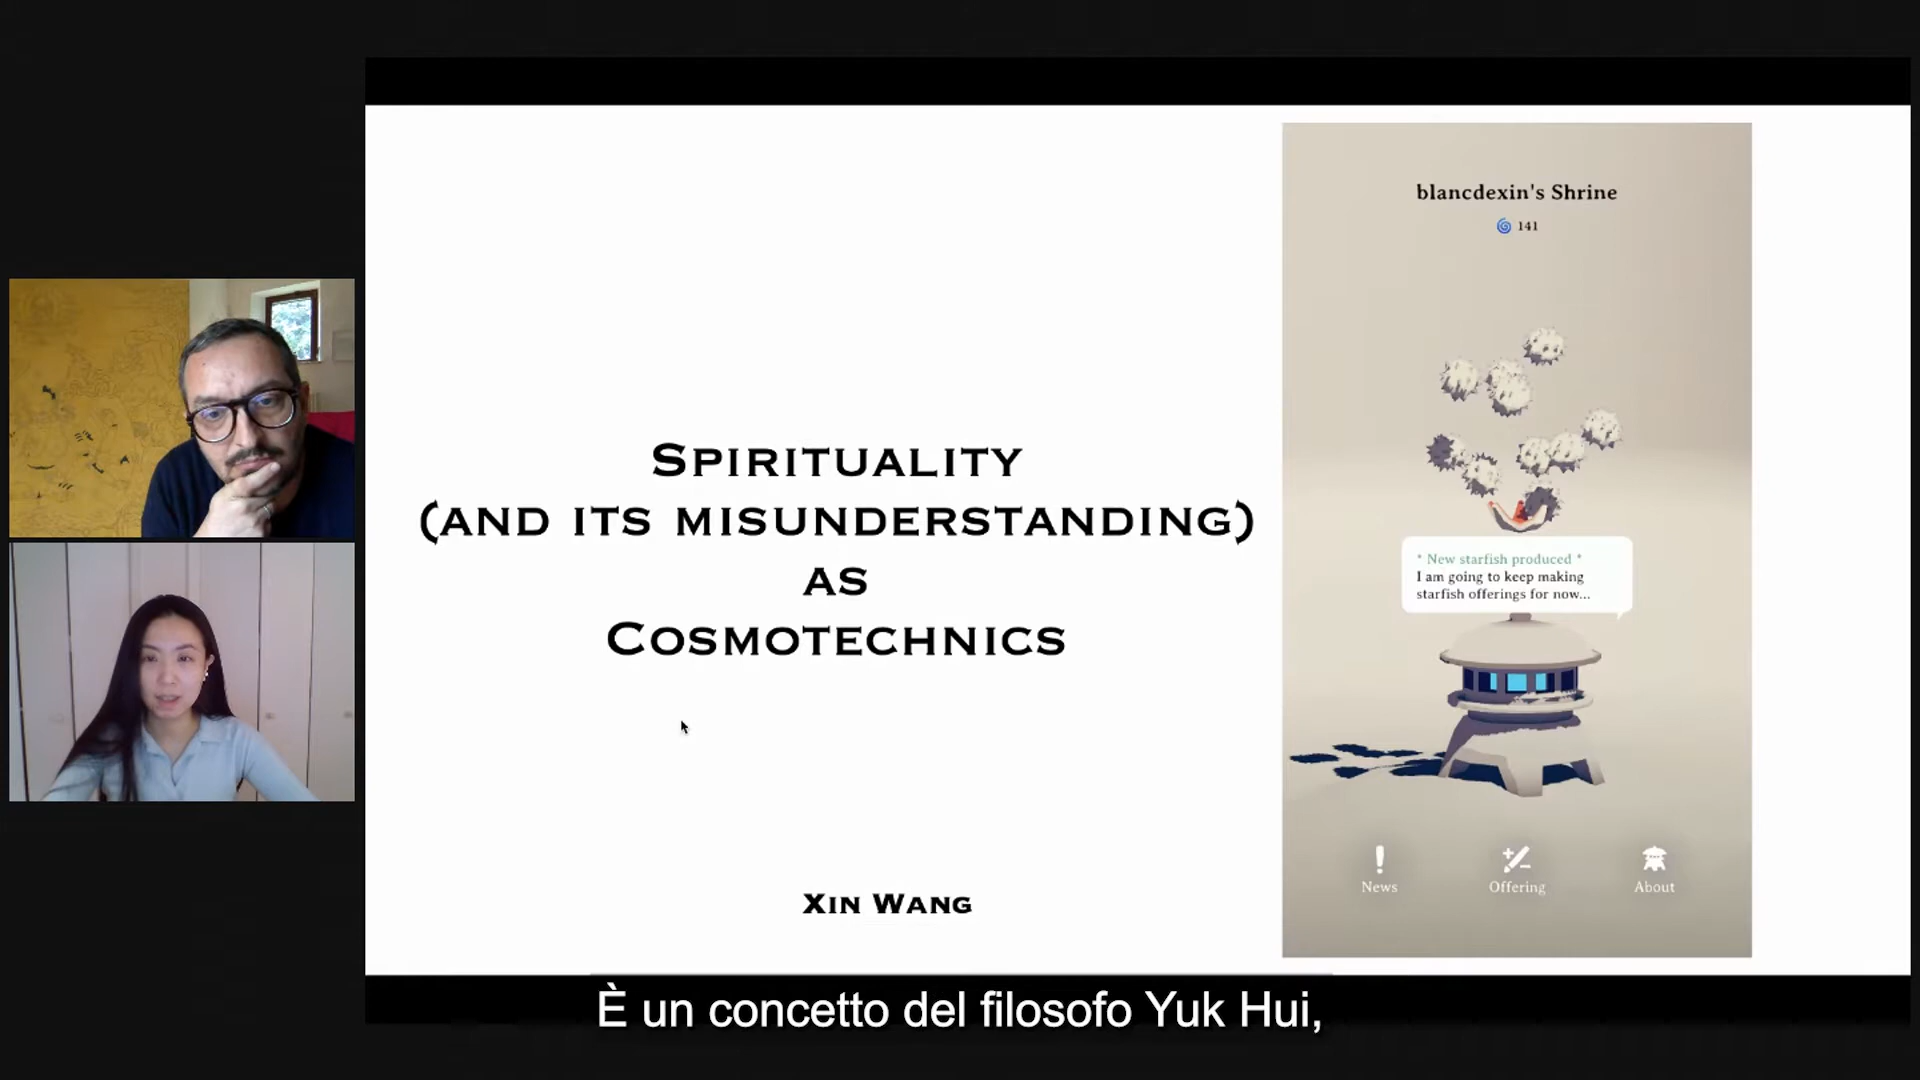 blancdexin's Shrine
141
SPIRITUALITY
(AND ITS MISUNDERSTANDING)
AS
COSMOTECHNICS
* New starfish produced *
I am going to keep making
starfish offerings for now...
News
Offering
About
XIN WANG
È un concetto del filosofo Yuk Hui,